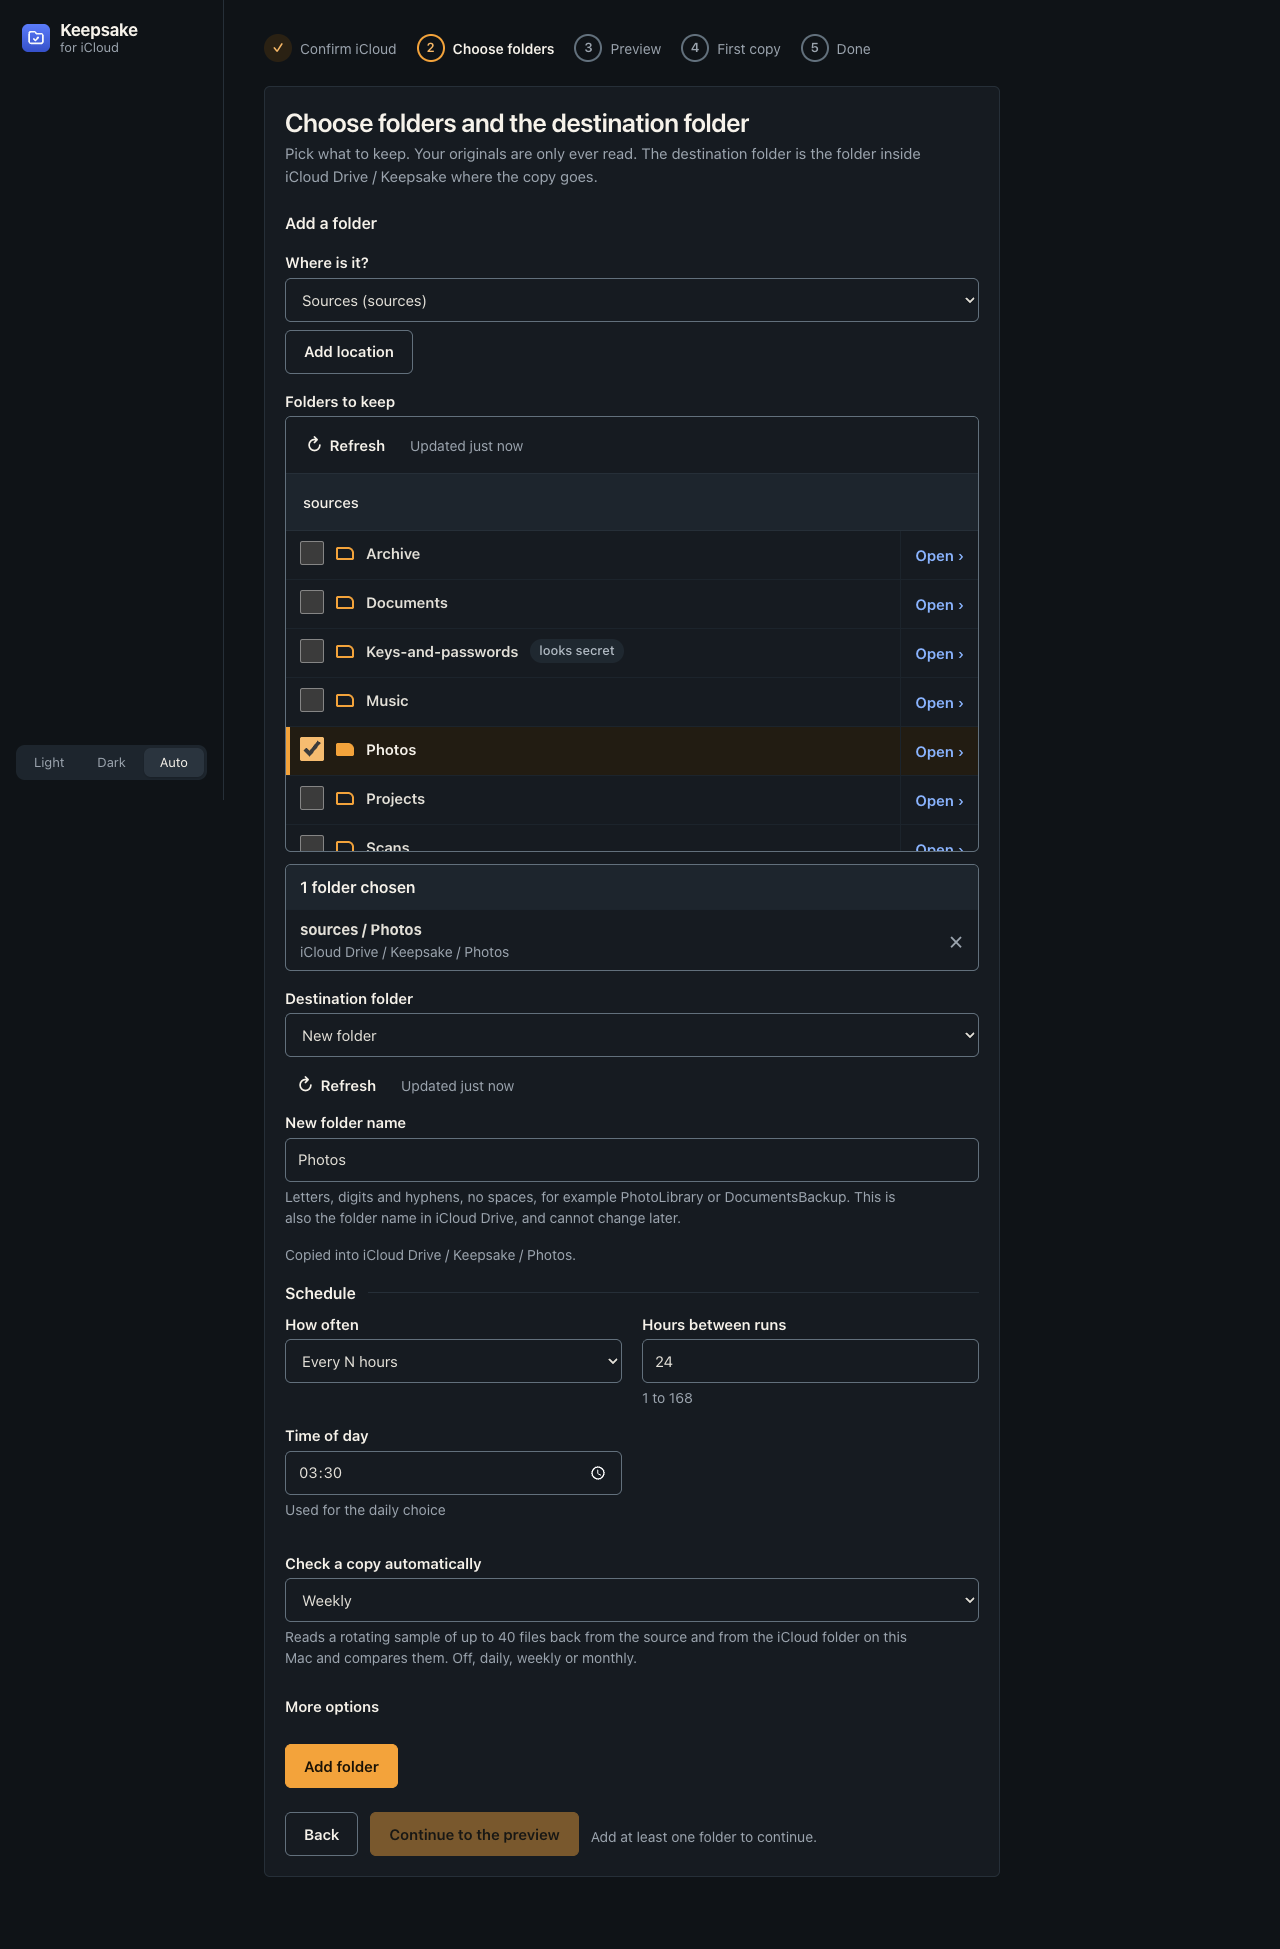 Keepsake
for iCloud
Confirm iCloud
2 Choose folders
3 Preview
4 First copy
5 Done
Choose folders and the destination folder
Pick what to keep. Your originals are only ever read. The destination folder is the folder inside
iCloud Drive / Keepsake where the copy goes.
Add a folder
Where is it?
Sources (sources)
Add location
Folders to keep
Refresh Updated just now
sources
Archive Open ›
Documents Open ›
Keys-and-passwords looks secret Open ›
Music Open ›
Photos Open ›
Projects Open ›
Scans Open ›
1 folder chosen
sources / Photos
iCloud Drive / Keepsake / Photos
Destination folder
New folder
Refresh Updated just now
New folder name
Photos
Letters, digits and hyphens, no spaces, for example PhotoLibrary or DocumentsBackup. This is
also the folder name in iCloud Drive, and cannot change later.
Copied into iCloud Drive / Keepsake / Photos.
Schedule
How often
Every N hours
Hours between runs
24
1 to 168
Time of day
03:30
Used for the daily choice
Check a copy automatically
Weekly
Reads a rotating sample of up to 40 files back from the source and from the iCloud folder on this
Mac and compares them. Off, daily, weekly or monthly.
More options
Add folder
Back Continue to the preview Add at least one folder to continue.
Light Dark Auto